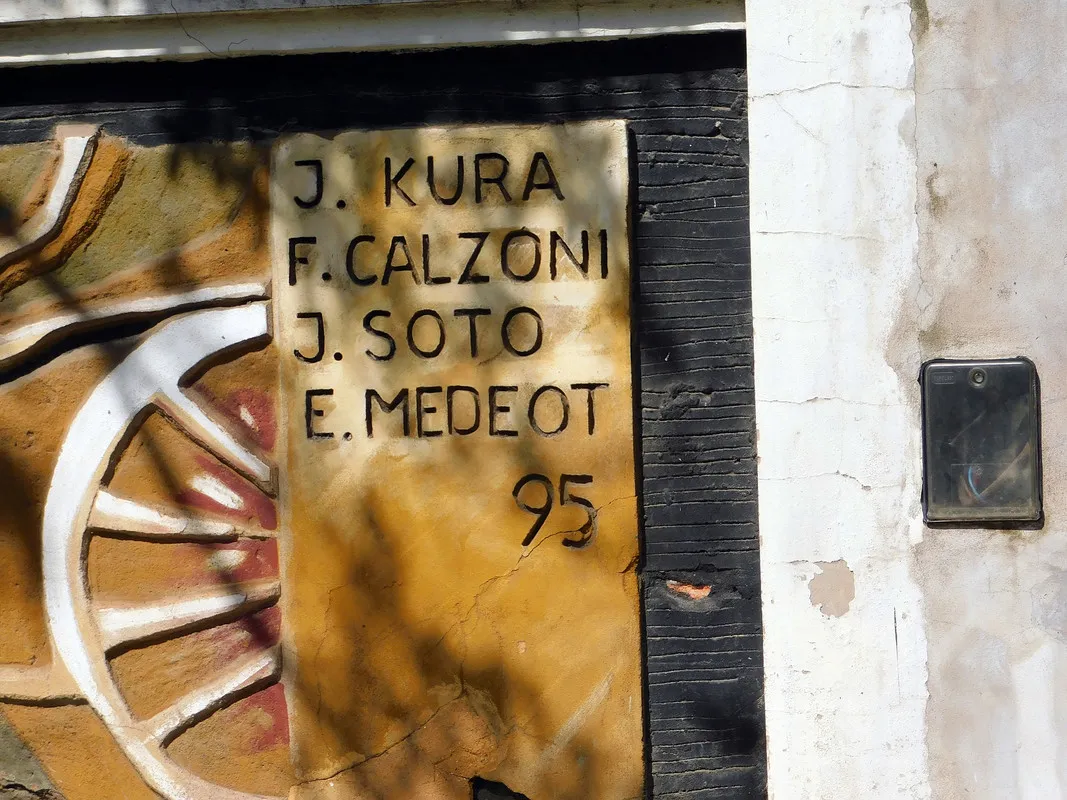 J. KURA
F. CALZONI
J. SOTO
E. MEDEOT
95